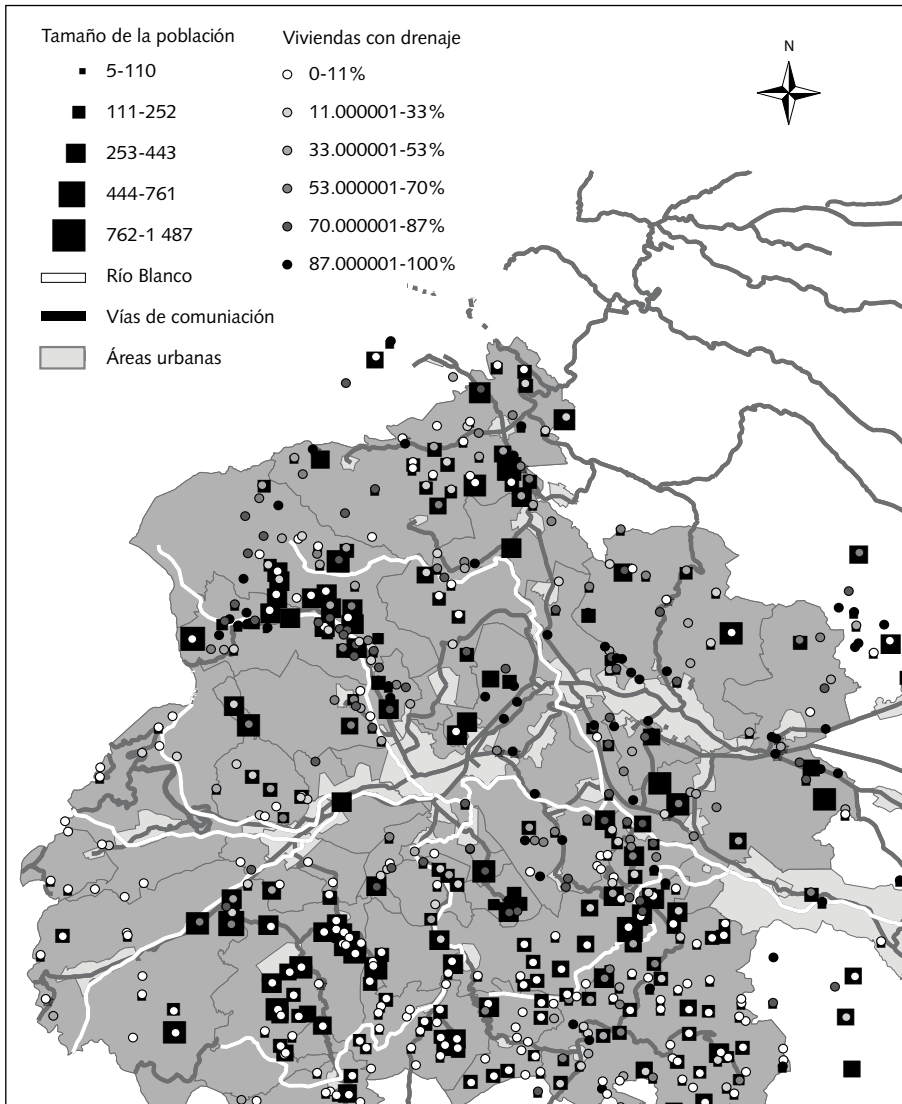 Tamaño de la población
5-110
111-252
253-443
444-761
762-1 487
Río Blanco
Vías de comuniación
Áreas urbanas
Viviendas con drenaje
0-11%
11.000001-33%
33.000001-53%
53.000001-70%
70.000001-87%
87.000001-100%
N